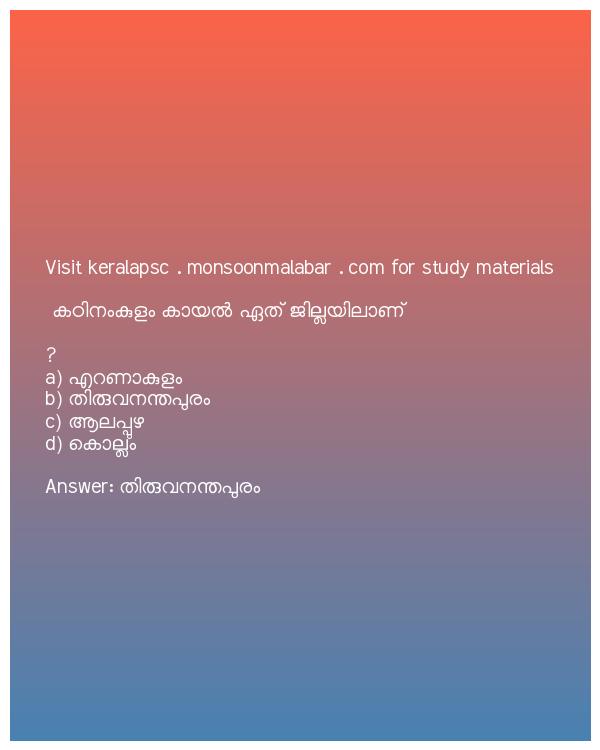 Visit keralapsc . monsoonmalabar . com for study materials
കഠിനംകുളം കായൽ ഏത് ജില്ലയിലാണ്
?
a) എറണാകുളം
b) തിരുവനന്തപുരം
c) ആലപ്പുഴ
d) കൊല്ലം
Answer: തിരുവനന്തപുരം